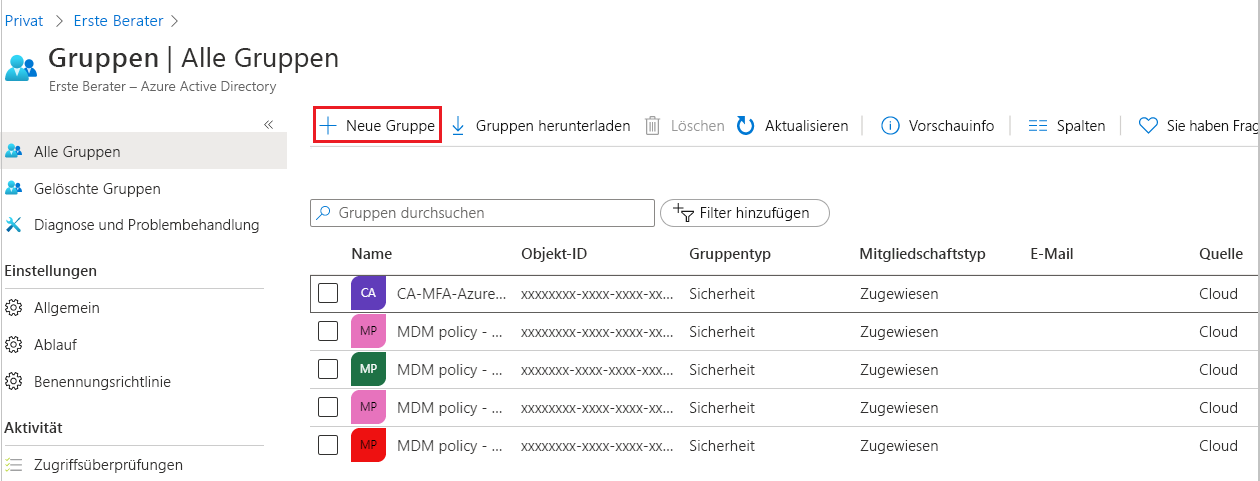 Privat > Erste Berater >
Gruppen | Alle Gruppen
Erste Berater – Azure Active Directory
«
Neue Gruppe Gruppen herunterladen Löschen Aktualisieren Vorschauinfo Spalten Sie haben Frag
Alle Gruppen
Gelöschte Gruppen
Diagnose und Problembehandlung
Einstellungen
Allgemein
Ablauf
Benennungsrichtlinie
Aktivität
Zugriffsüberprüfungen
Gruppen durchsuchen Filter hinzufügen
Name Objekt-ID Gruppentyp Mitgliedschaftstyp E-Mail Quelle
CA CA-MFA-Azure... xxxxxxxx-xxxx-xxxx-xx... Sicherheit Zugewiesen Cloud
MP MDM policy - ... xxxxxxxx-xxxx-xxxx-xx... Sicherheit Zugewiesen Cloud
MP MDM policy - ... xxxxxxx-xxxx-xxxx-xxx... Sicherheit Zugewiesen Cloud
MP MDM policy - ... xxxxxxxx-xxxx-xxxx-xx... Sicherheit Zugewiesen Cloud
MP MDM policy - ... xxxxxxxx-xxxx-xxxx-xx... Sicherheit Zugewiesen Cloud